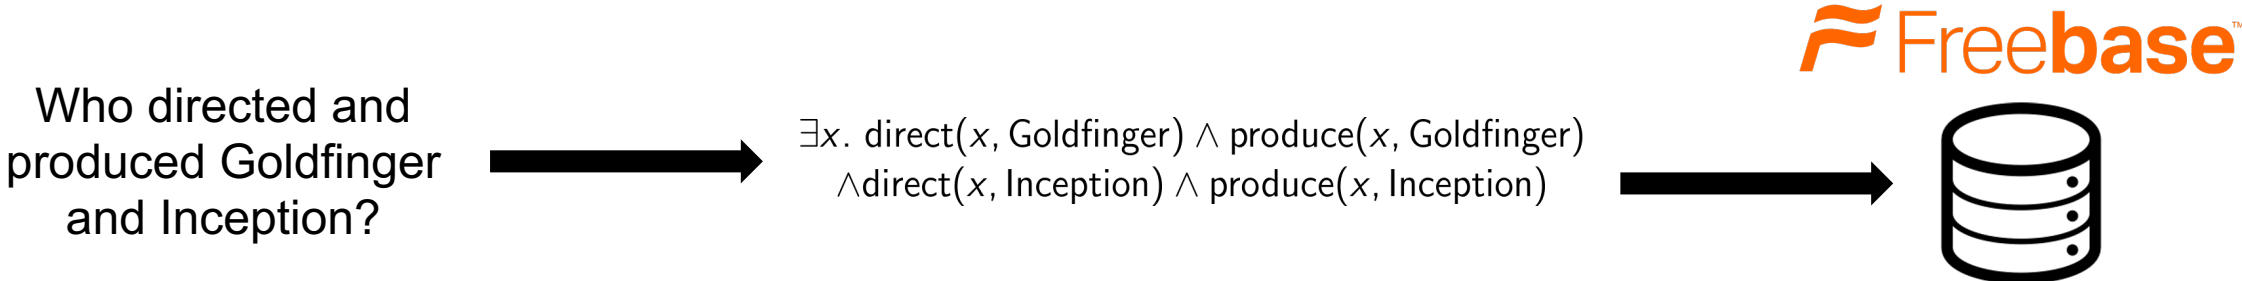 Freebase™
Who directed and
produced Goldfinger
and Inception?
∃x. direct(x, Goldfinger) ∧ produce(x, Goldfinger)
∧direct(x, Inception) ∧ produce(x, Inception)